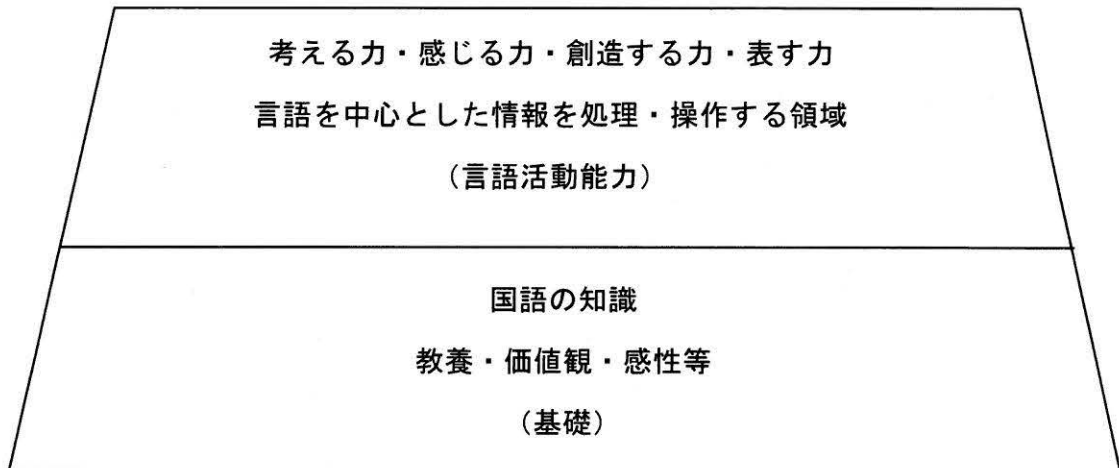 考える力・感じる力・創造する力・表す力
言語を中心とした情報を処理・操作する領域
（言語活動能力）
国語の知識
教養・価値観・感性等
（基礎）